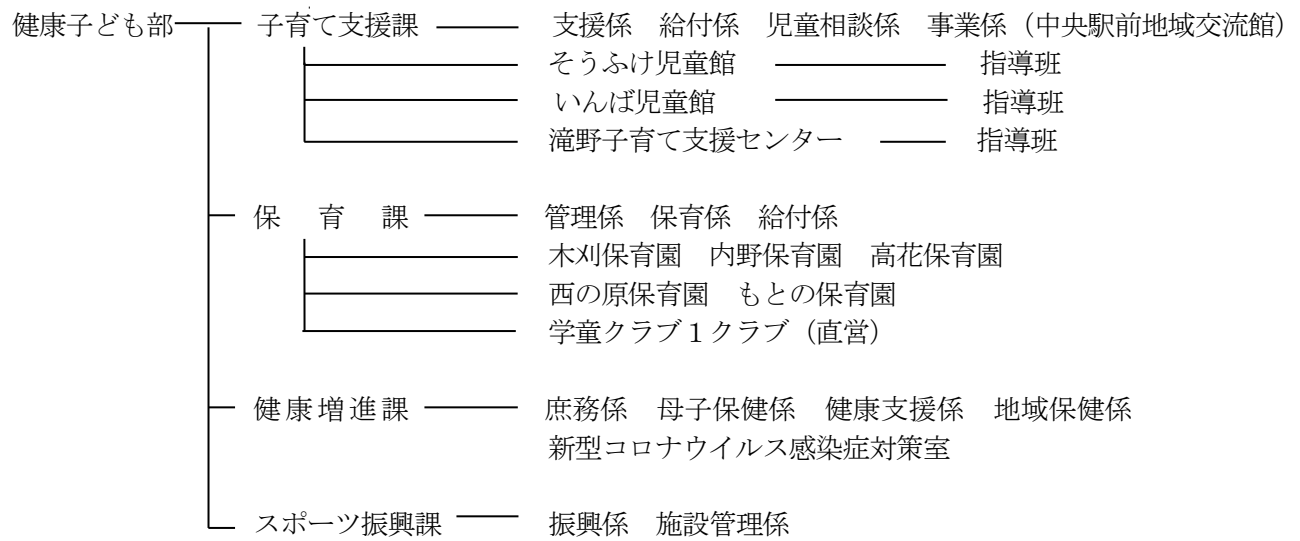 健康子ども部 子育て支援課 支援係 給付係 児童相談係 事業係(中央駅前地域交流館)
そうふけ児童館 指導班
いんば児童館 指導班
滝野子育て支援センター 指導班
保育課 管理係 保育係 給付係
木刈保育園 内野保育園 高花保育園
西の原保育園 もとの保育園
学童クラブ1クラブ(直営)
健康増進課 庶務係 母子保健係 健康支援係 地域保健係
新型コロナウイルス感染症対策室
スポーツ振興課 振興係 施設管理係